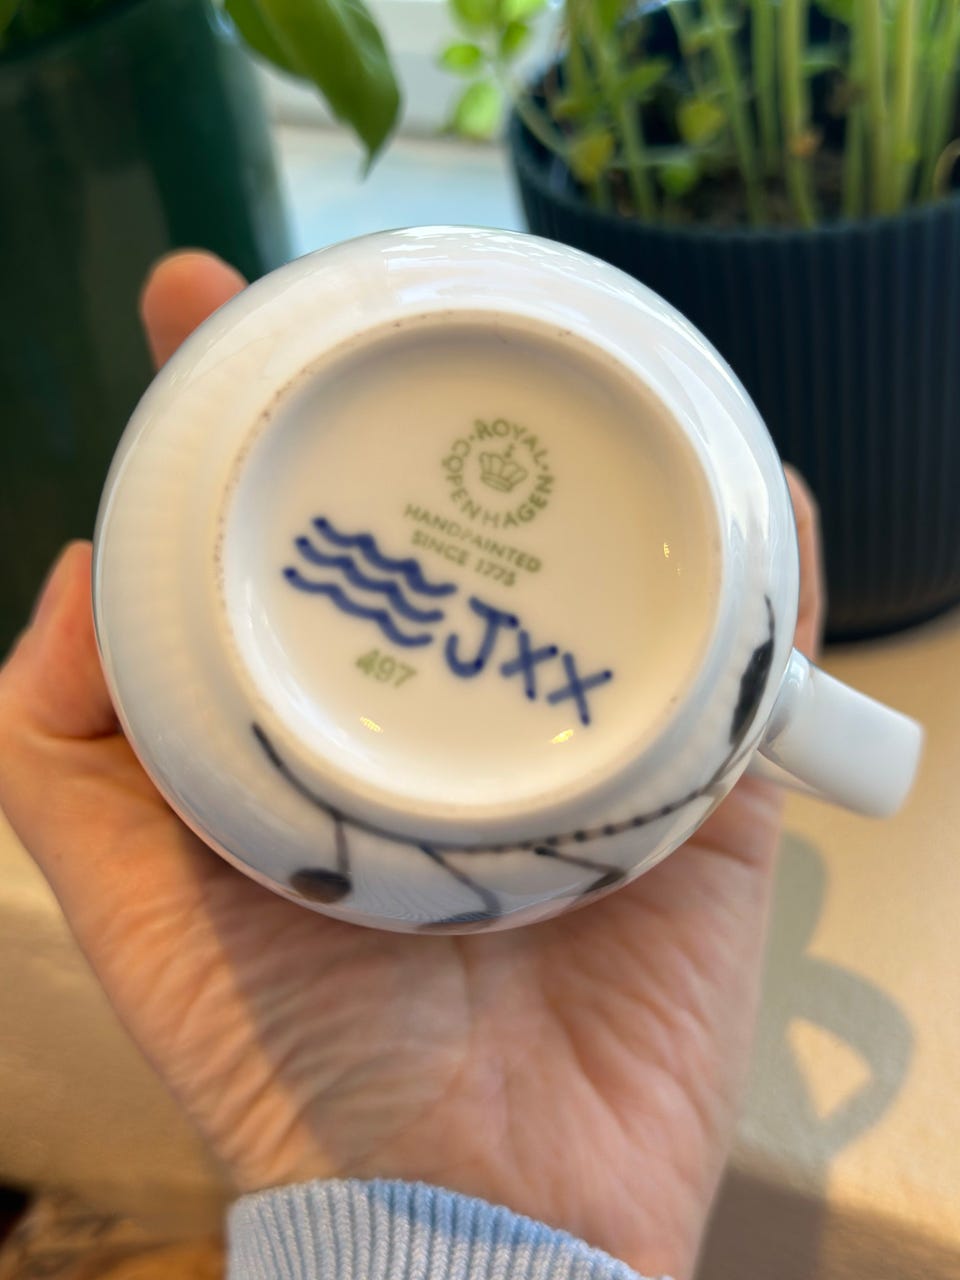 ROYAL COPENHAGEN
HANDPAINTED
SINCE 1775
JXX
497